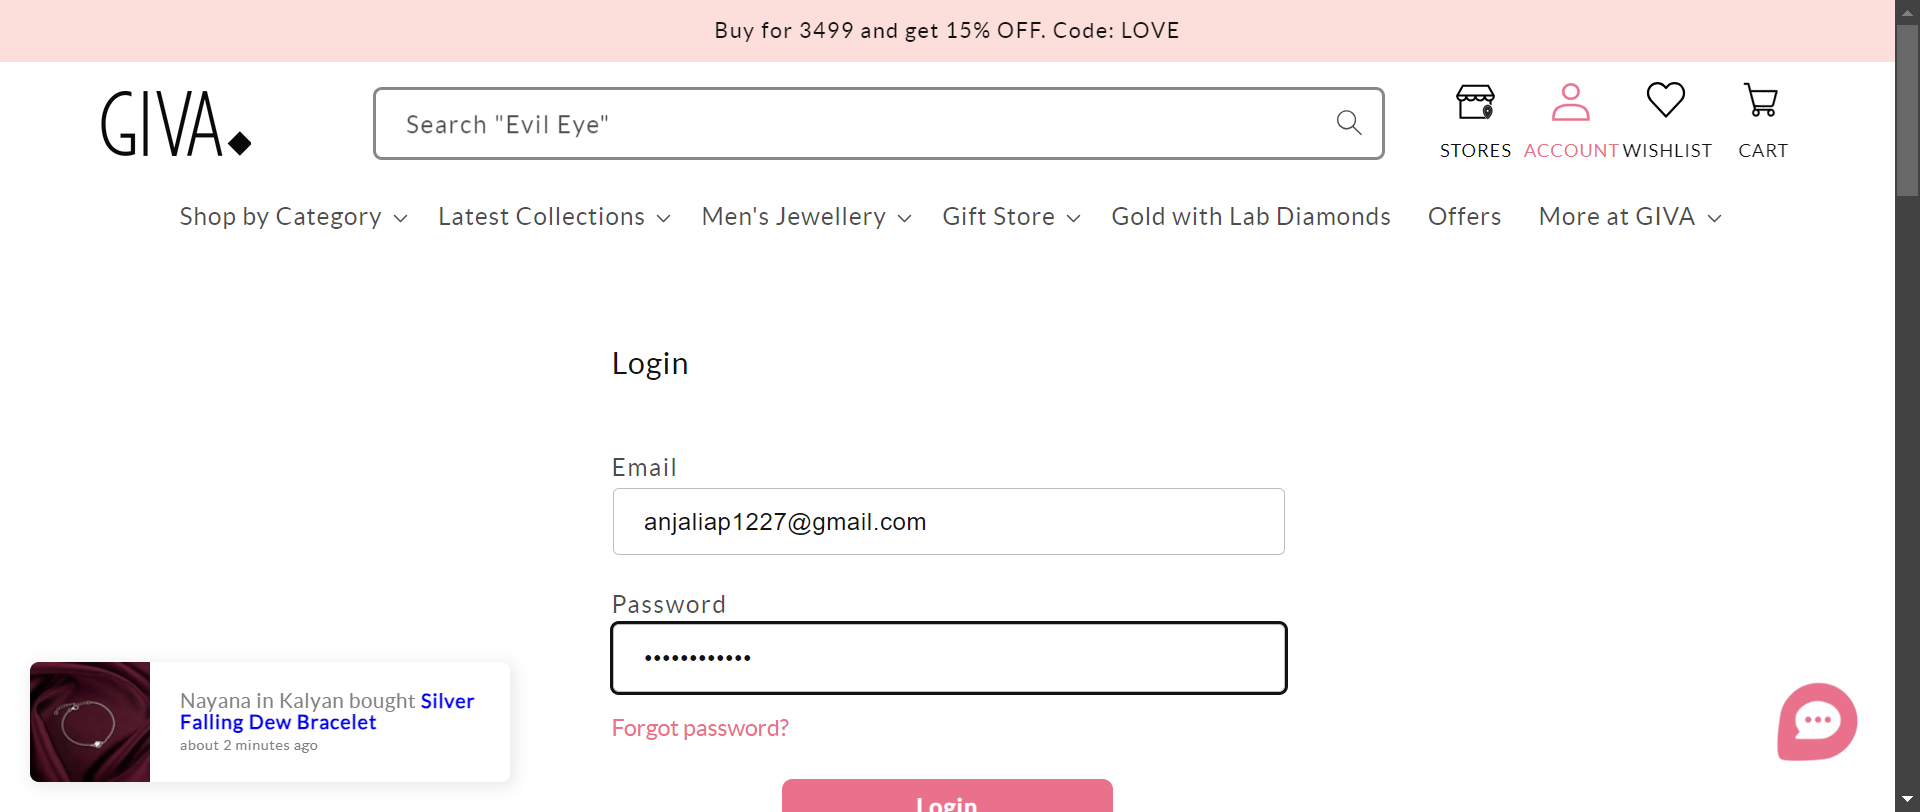 Buy for 3499 and get 15% OFF. Code: LOVE
GIVA
Search "Evil Eye"
STORES ACCOUNT WISHLIST CART
Shop by Category Latest Collections Men's Jewellery Gift Store Gold with Lab Diamonds Offers More at GIVA
Login
Email
anjaliap1227@gmail.com
Password
••••••••••••
Forgot password?
Login
Nayana in Kalyan bought Silver
Falling Dew Bracelet
about 2 minutes ago